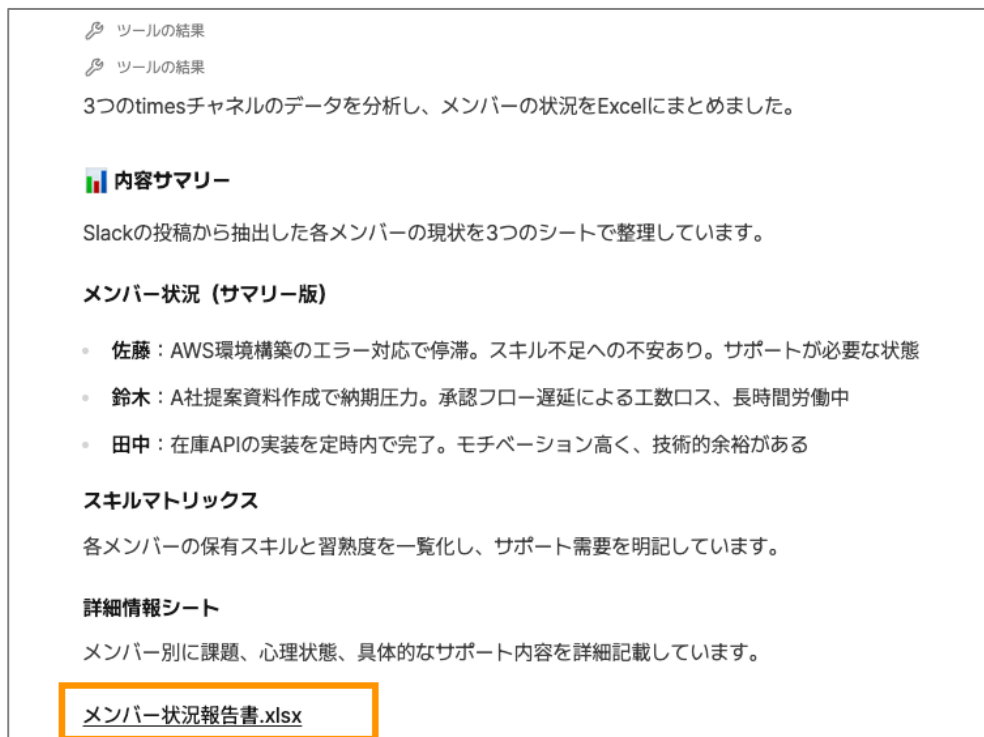 ツールの結果
ツールの結果
3つのtimesチャネルのデータを分析し、メンバーの状況をExcelにまとめました。
内容サマリー
Slackの投稿から抽出した各メンバーの現状を3つのシートで整理しています。
メンバー状況（サマリー版）
佐藤：AWS環境構築のエラー対応で停滞。スキル不足への不安あり。サポートが必要な状態
鈴木：A社提案資料作成で納期圧力。承認フロー遅延による工数ロス、長時間労働中
田中：在庫APIの実装を定時内で完了。モチベーション高く、技術的余裕がある
スキルマトリックス
各メンバーの保有スキルと習熟度を一覧化し、サポート需要を明記しています。
詳細情報シート
メンバー別に課題、心理状態、具体的なサポート内容を詳細記載しています。
メンバー状況報告書.xlsx